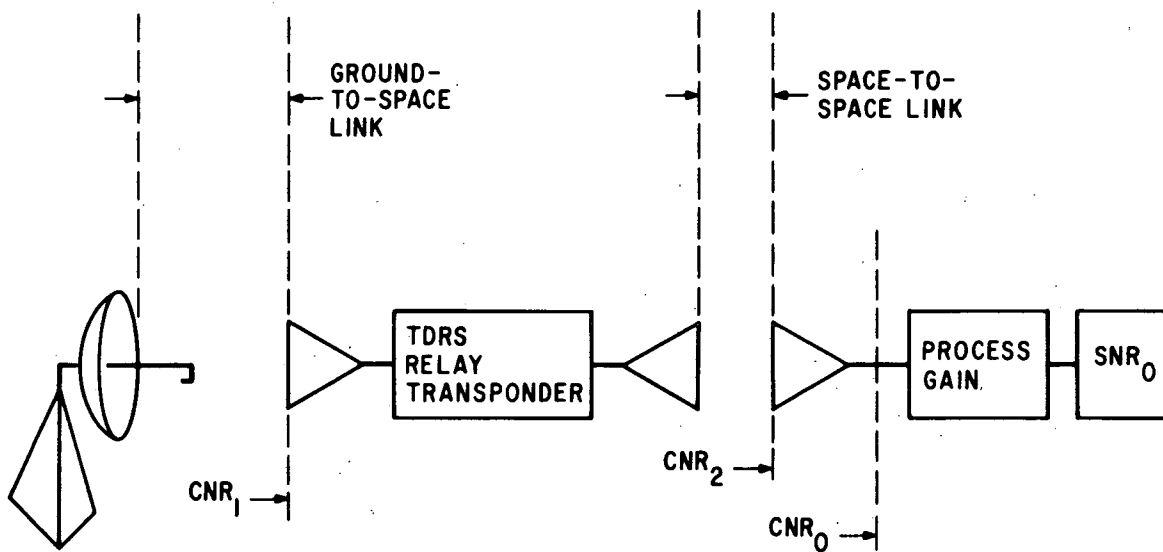 GROUND-
TO-SPACE
LINK
SPACE-TO-
SPACE LINK
TDRS
RELAY
TRANSPONDER
PROCESS
GAIN
SNR0
CNR1
CNR2
CNR0